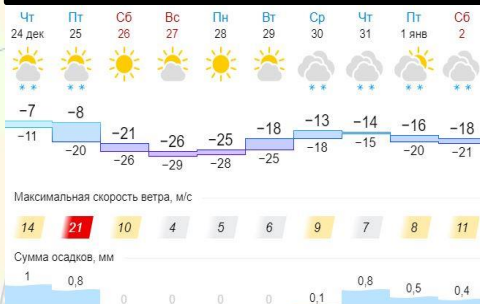 Чт Пт Сб Вс Пн Вт Ср Чт Пт Сб
24 дек 25 26 27 28 29 30 31 1 янв 2
−7 −8 −21 −26 −25 −18 −13 −14 −16 −18
−11 −20 −26 −29 −28 −25 −18 −15 −20 −21
Максимальная скорость ветра, м/с
14 21 10 4 5 6 9 7 8 11
Сумма осадков, мм
1 0,8 0 0 0 0 0,1 0,8 0,5 0,4